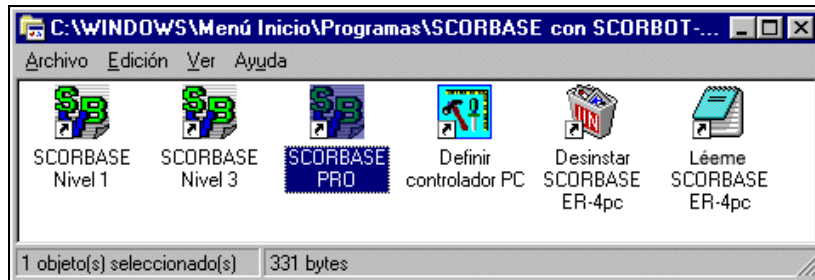 C:\WINDOWS\Menú Inicio\Programas\SCORBASE con SCORBOT-...
Archivo Edición Ver Ayuda
SCORBASE Nivel 1
SCORBASE Nivel 3
SCORBASE PRO
Definir controlador PC
Desinstar SCORBASE ER-4pc
Léeme SCORBASE ER-4pc
1 objeto(s) seleccionado(s) 331 bytes